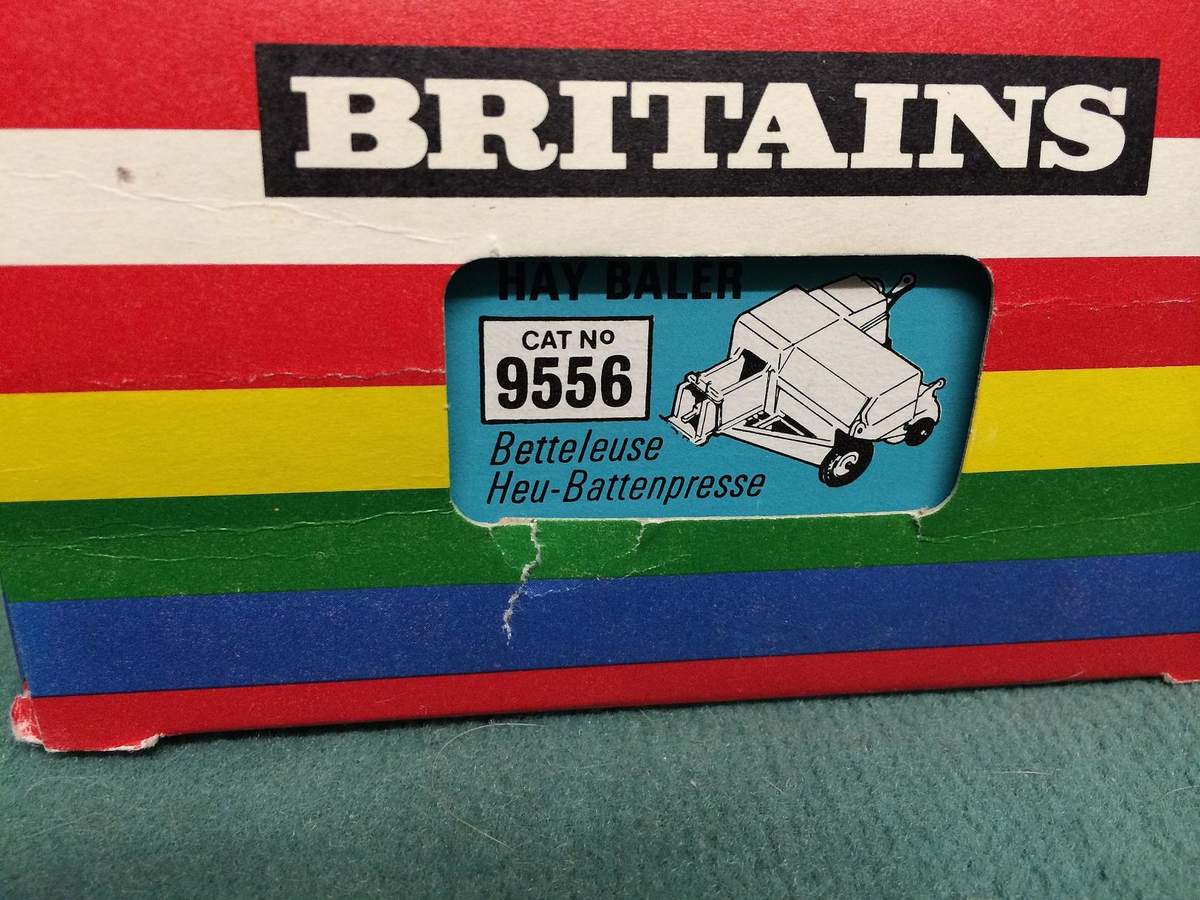 BRITAINS
HAY BALER
CAT NO
9556
Betteleuse
Heu-Battenpresse